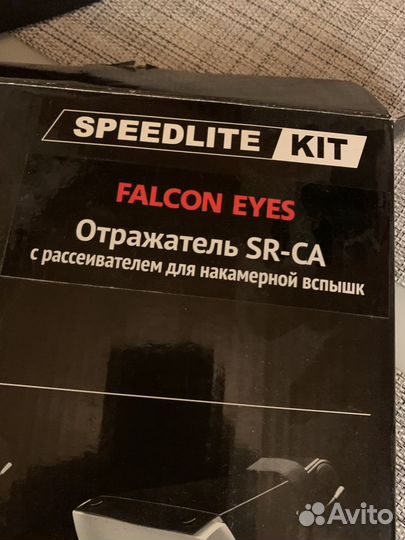 SPEEDLITE KIT
FALCON EYES
Отражатель SR-CA
с рассеивателем для накамерной вспышк
Avito